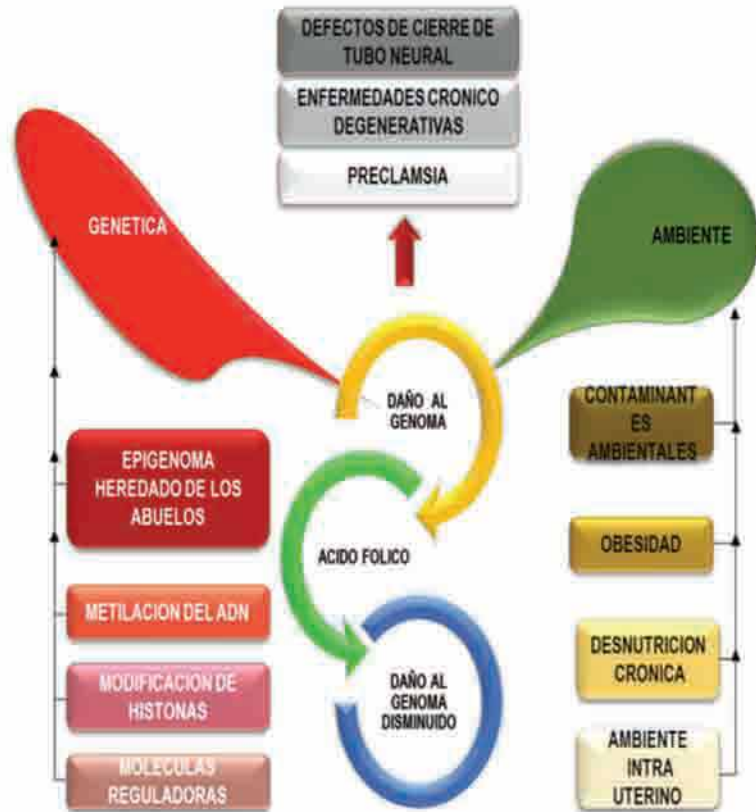 DEFECTOS DE CIERRE DE
TUBO NEURAL
ENFERMEDADES CRONICO
DEGENERATIVAS
PRECLAMSIA
GENETICA
AMBIENTE
DAÑO AL
GENOMA
EPIGENOMA
HEREDADO DE LOS
ABUELOS
METILACION DEL ADN
MODIFICACION DE
HISTONAS
MOLECULAS
REGULADORAS
ACIDO FOLICO
DAÑO AL
GENOMA
DISMINUIDO
CONTAMINANT
ES
AMBIENTALES
OBESIDAD
DESNUTRICION
CRONICA
AMBIENTE
INTRA
UTERINO